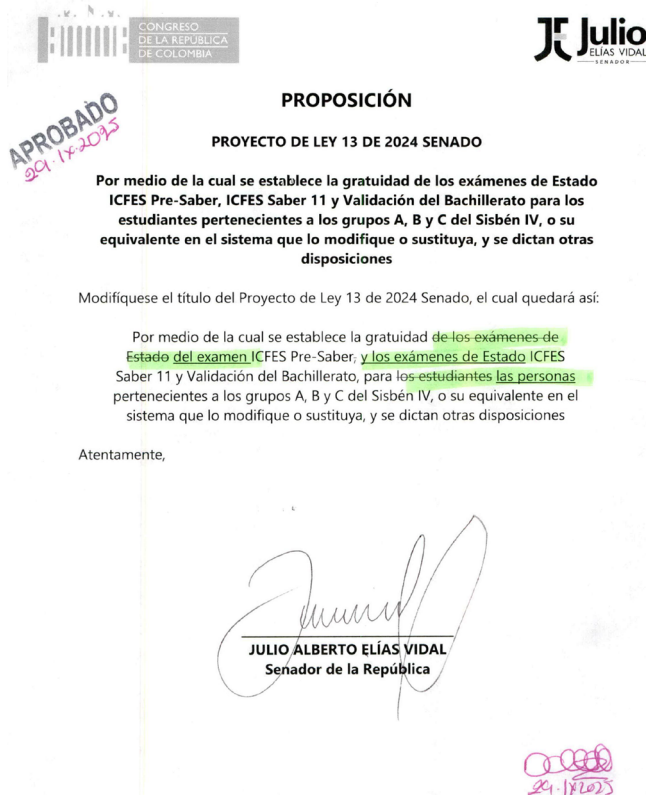 CONGRESO
DE LA REPÚBLICA
DE COLOMBIA
Julio
ELÍAS VIDAL
SENADOR
APROBADO
29·IX·2025
PROPOSICIÓN
PROYECTO DE LEY 13 DE 2024 SENADO
Por medio de la cual se establece la gratuidad de los exámenes de Estado
ICFES Pre-Saber, ICFES Saber 11 y Validación del Bachillerato para los
estudiantes pertenecientes a los grupos A, B y C del Sisbén IV, o su
equivalente en el sistema que lo modifique o sustituya, y se dictan otras
disposiciones
Modifíquese el título del Proyecto de Ley 13 de 2024 Senado, el cual quedará así:
Por medio de la cual se establece la gratuidad de los exámenes de
Estado del examen ICFES Pre-Saber, y los exámenes de Estado ICFES
Saber 11 y Validación del Bachillerato, para los estudiantes las personas
pertenecientes a los grupos A, B y C del Sisbén IV, o su equivalente en el
sistema que lo modifique o sustituya, y se dictan otras disposiciones
Atentamente,
JULIO ALBERTO ELÍAS VIDAL
Senador de la República
29·IX2025